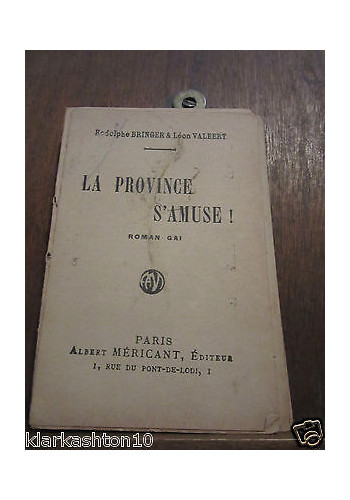 Rodolphe BRINGER & Léon VALBERT
LA PROVINCE
S'AMUSE !
ROMAN GAI
PARIS
ALBERT MÉRICANT, ÉDITEUR
1, RUE DU PONT-DE-LODI, 1
klarkashton10